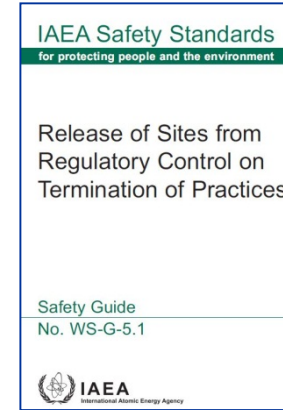 IAEA Safety Standards
for protecting people and the environment
Release of Sites from
Regulatory Control on
Termination of Practices
Safety Guide
No. WS-G-5.1
IAEA
International Atomic Energy Agency